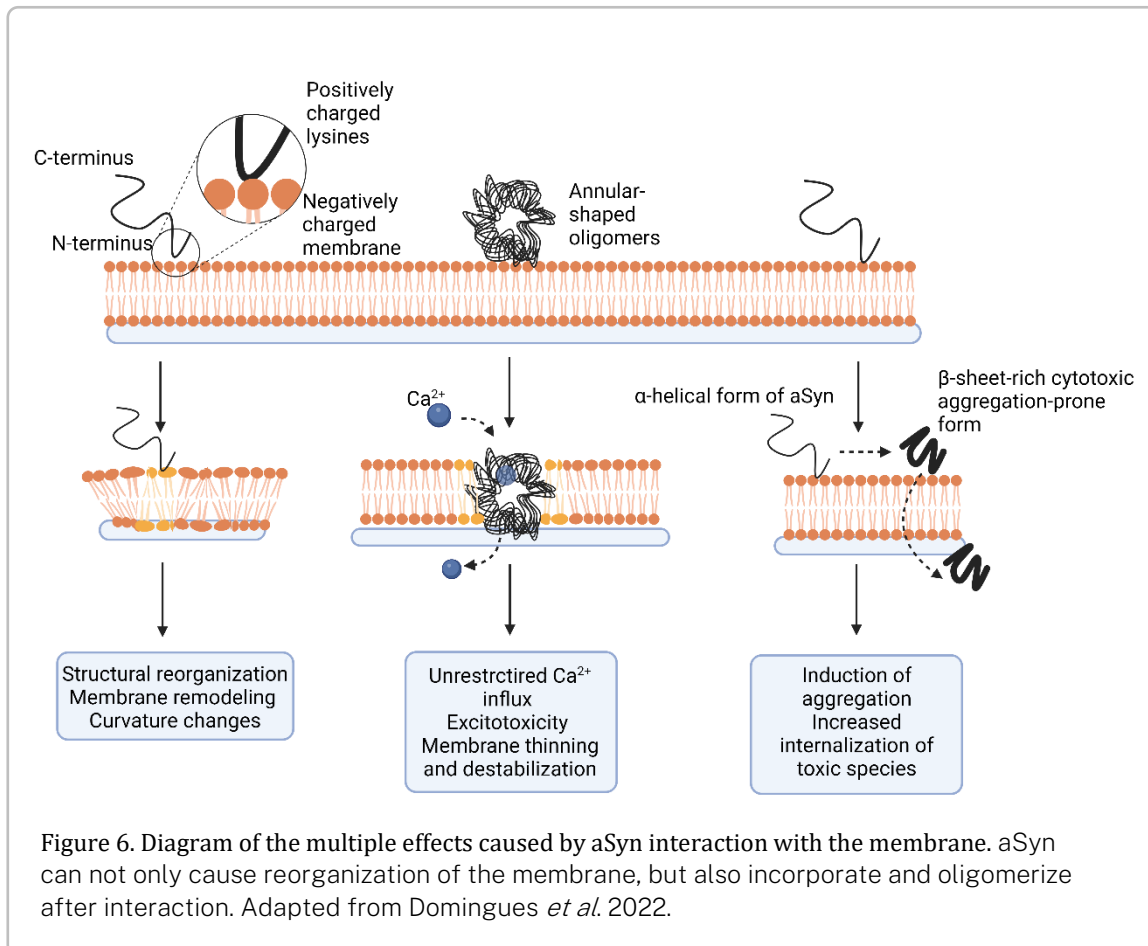 Positively
charged
lysines
C-terminus
N-terminus
Negatively
charged
membrane
Annular-
shaped
oligomers
Ca²⁺
α-helical form of aSyn
β-sheet-rich cytotoxic
aggregation-prone
form
Structural reorganization
Membrane remodeling
Curvature changes
Unrestrctired Ca²⁺
influx
Excitotoxicity
Membrane thinning
and destabilization
Induction of
aggregation
Increased
internalization of
toxic species
Figure 6. Diagram of the multiple effects caused by aSyn interaction with the membrane. aSyn
can not only cause reorganization of the membrane, but also incorporate and oligomerize
after interaction. Adapted from Domingues et al. 2022.